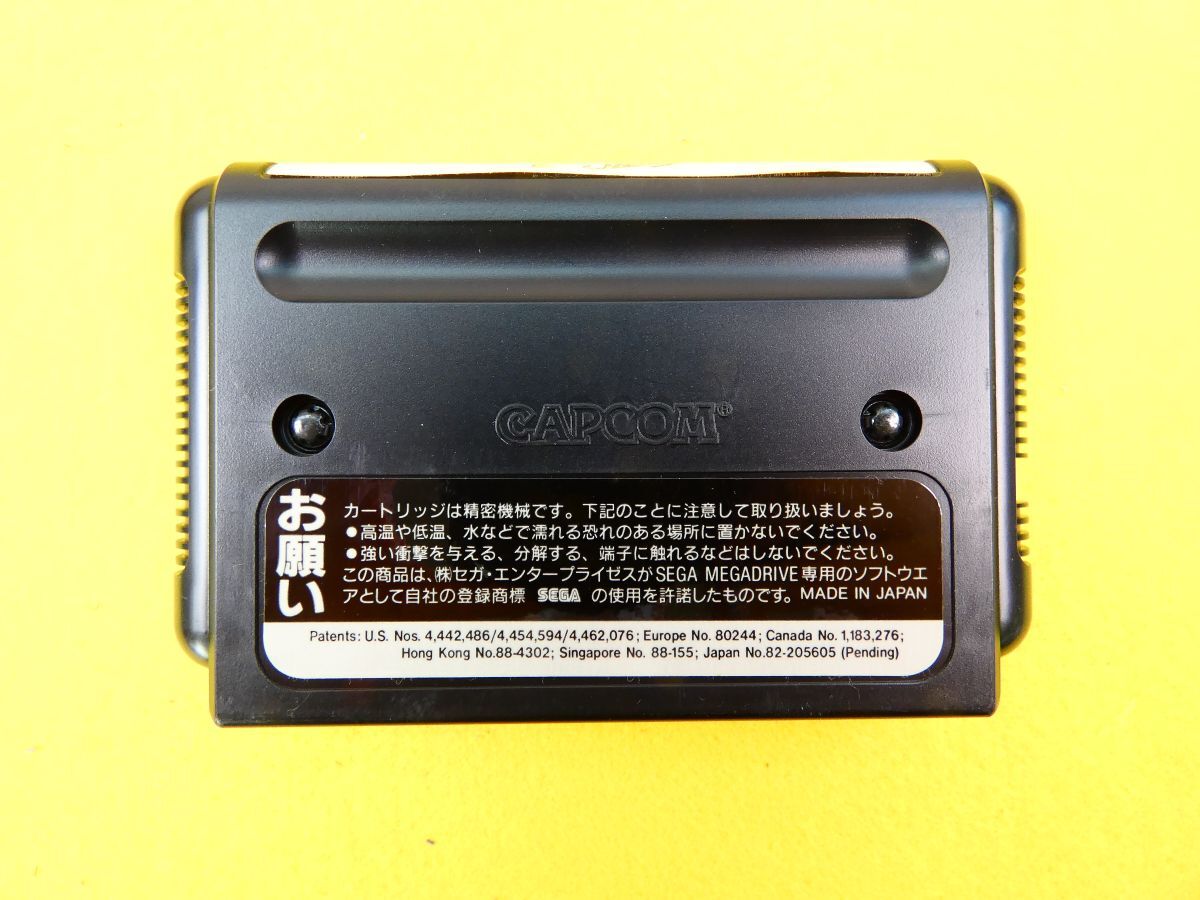 CAPCOM®
お願い
カートリッジは精密機械です。下記のことに注意して取り扱いましょう。
●高温や低温、水などで濡れる恐れのある場所に置かないでください。
●強い衝撃を与える、分解する、端子に触れるなどはしないでください。
この商品は、㈱セガ・エンタープライゼスがSEGA MEGADRIVE専用のソフトウエ
アとして自社の登録商標 SEGA の使用を許諾したものです。 MADE IN JAPAN
Patents: U.S. Nos. 4,442,486/4,454,594/4,462,076; Europe No. 80244; Canada No. 1,183,276;
Hong Kong No.88-4302; Singapore No. 88-155; Japan No.82-205605 (Pending)